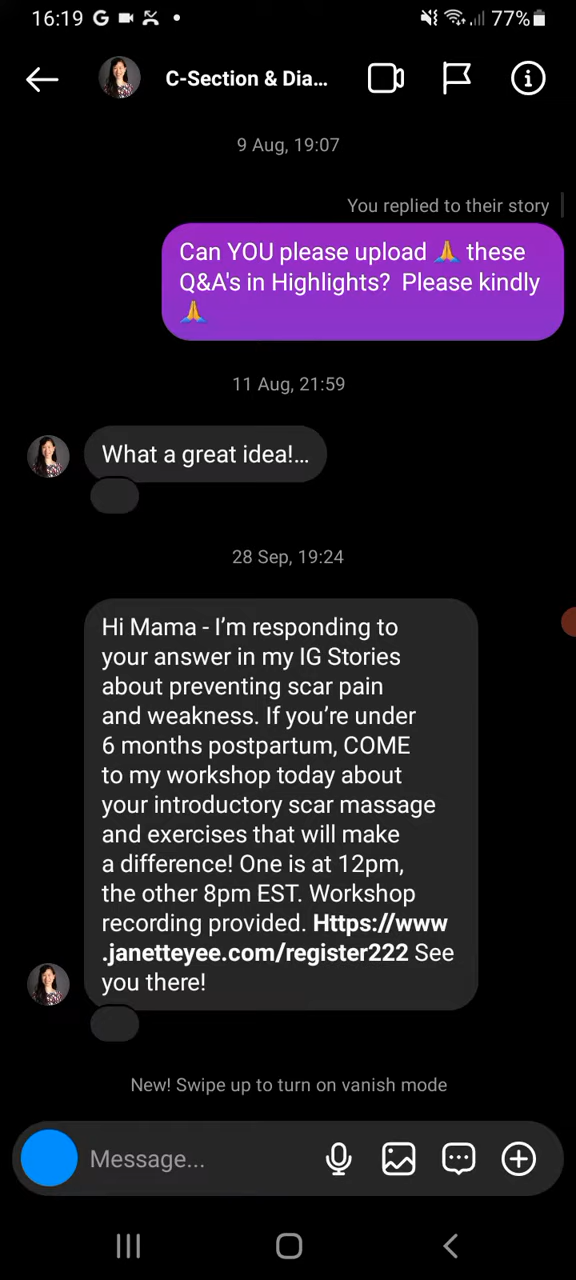 16:19 G 77%
C-Section & Dia...
9 Aug, 19:07
You replied to their story
Can YOU please upload 🙏 these
Q&A's in Highlights?  Please kindly
🙏
11 Aug, 21:59
What a great idea!...
28 Sep, 19:24
Hi Mama - I’m responding to
your answer in my IG Stories
about preventing scar pain
and weakness. If you’re under
6 months postpartum, COME
to my workshop today about
your introductory scar massage
and exercises that will make
a difference! One is at 12pm,
the other 8pm EST. Workshop
recording provided. Https://www
.janetteyee.com/register222 See
you there!
New! Swipe up to turn on vanish mode
Message...